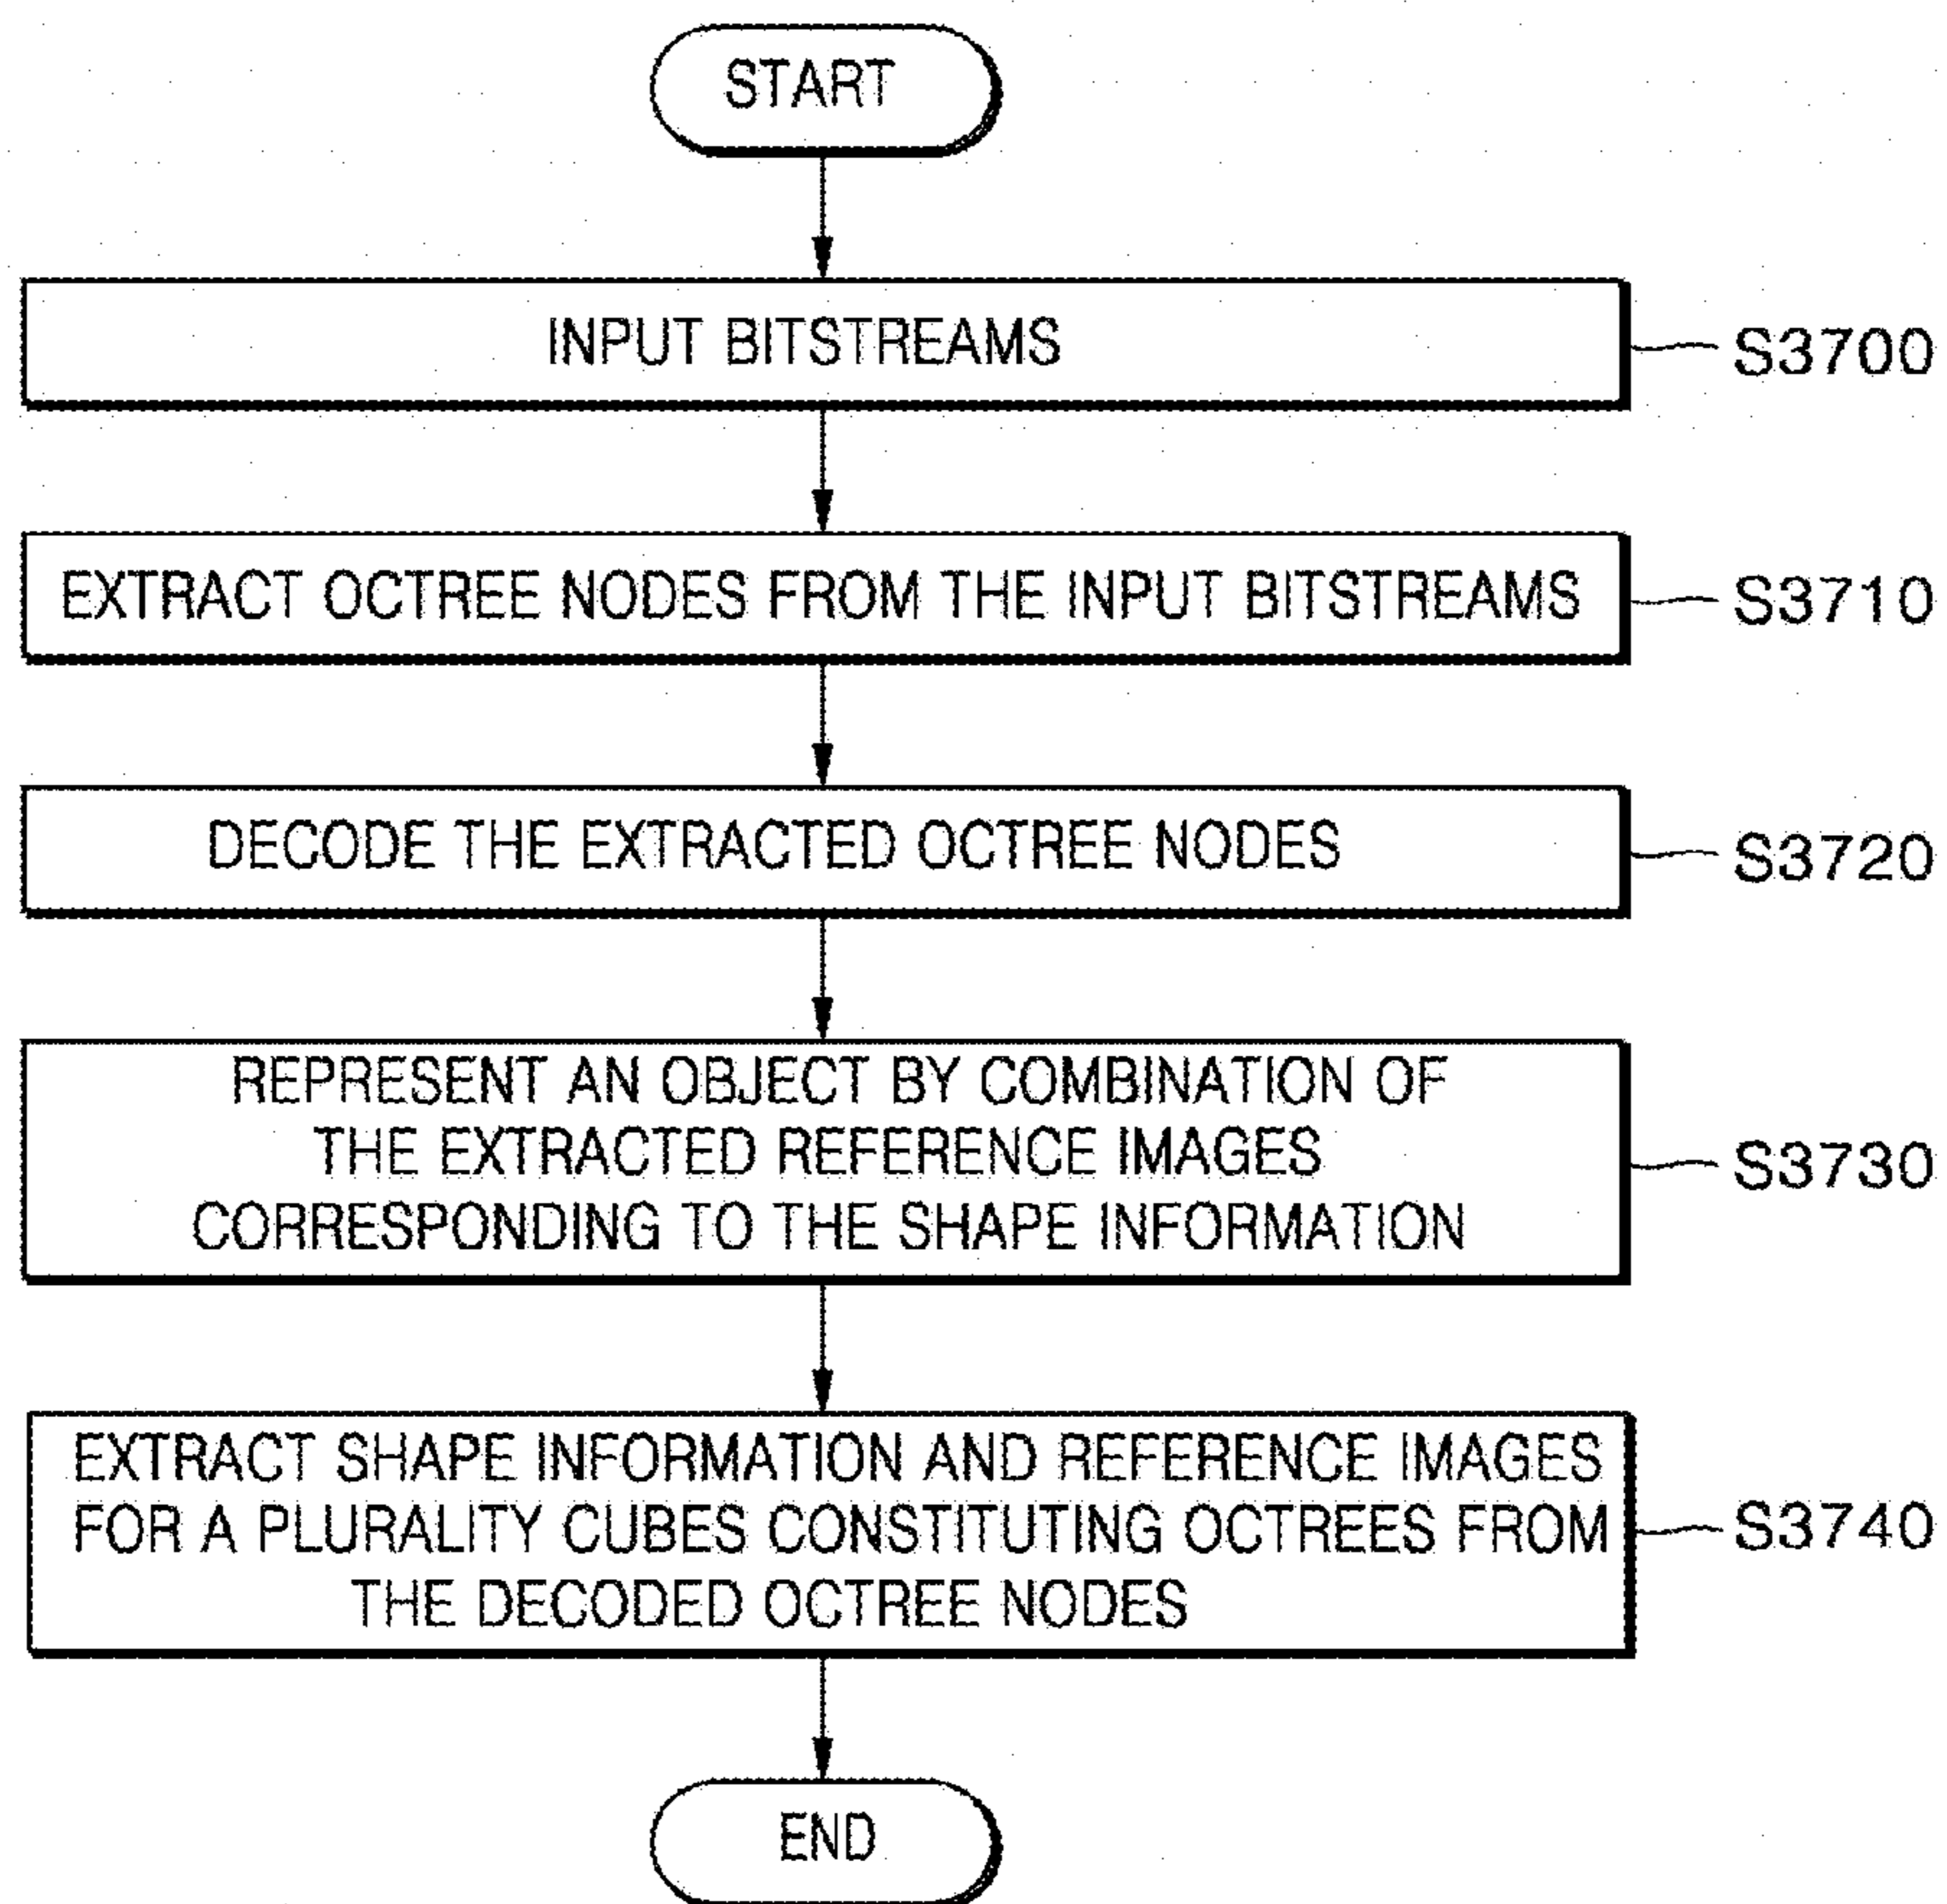 START
INPUT BITSTREAMS
S3700
EXTRACT OCTREE NODES FROM THE INPUT BITSTREAMS
S3710
DECODE THE EXTRACTED OCTREE NODES
S3720
REPRESENT AN OBJECT BY COMBINATION OF
THE EXTRACTED REFERENCE IMAGES
CORRESPONDING TO THE SHAPE INFORMATION
S3730
EXTRACT SHAPE INFORMATION AND REFERENCE IMAGES
FOR A PLURALITY CUBES CONSTITUTING OCTREES FROM
THE DECODED OCTREE NODES
S3740
END